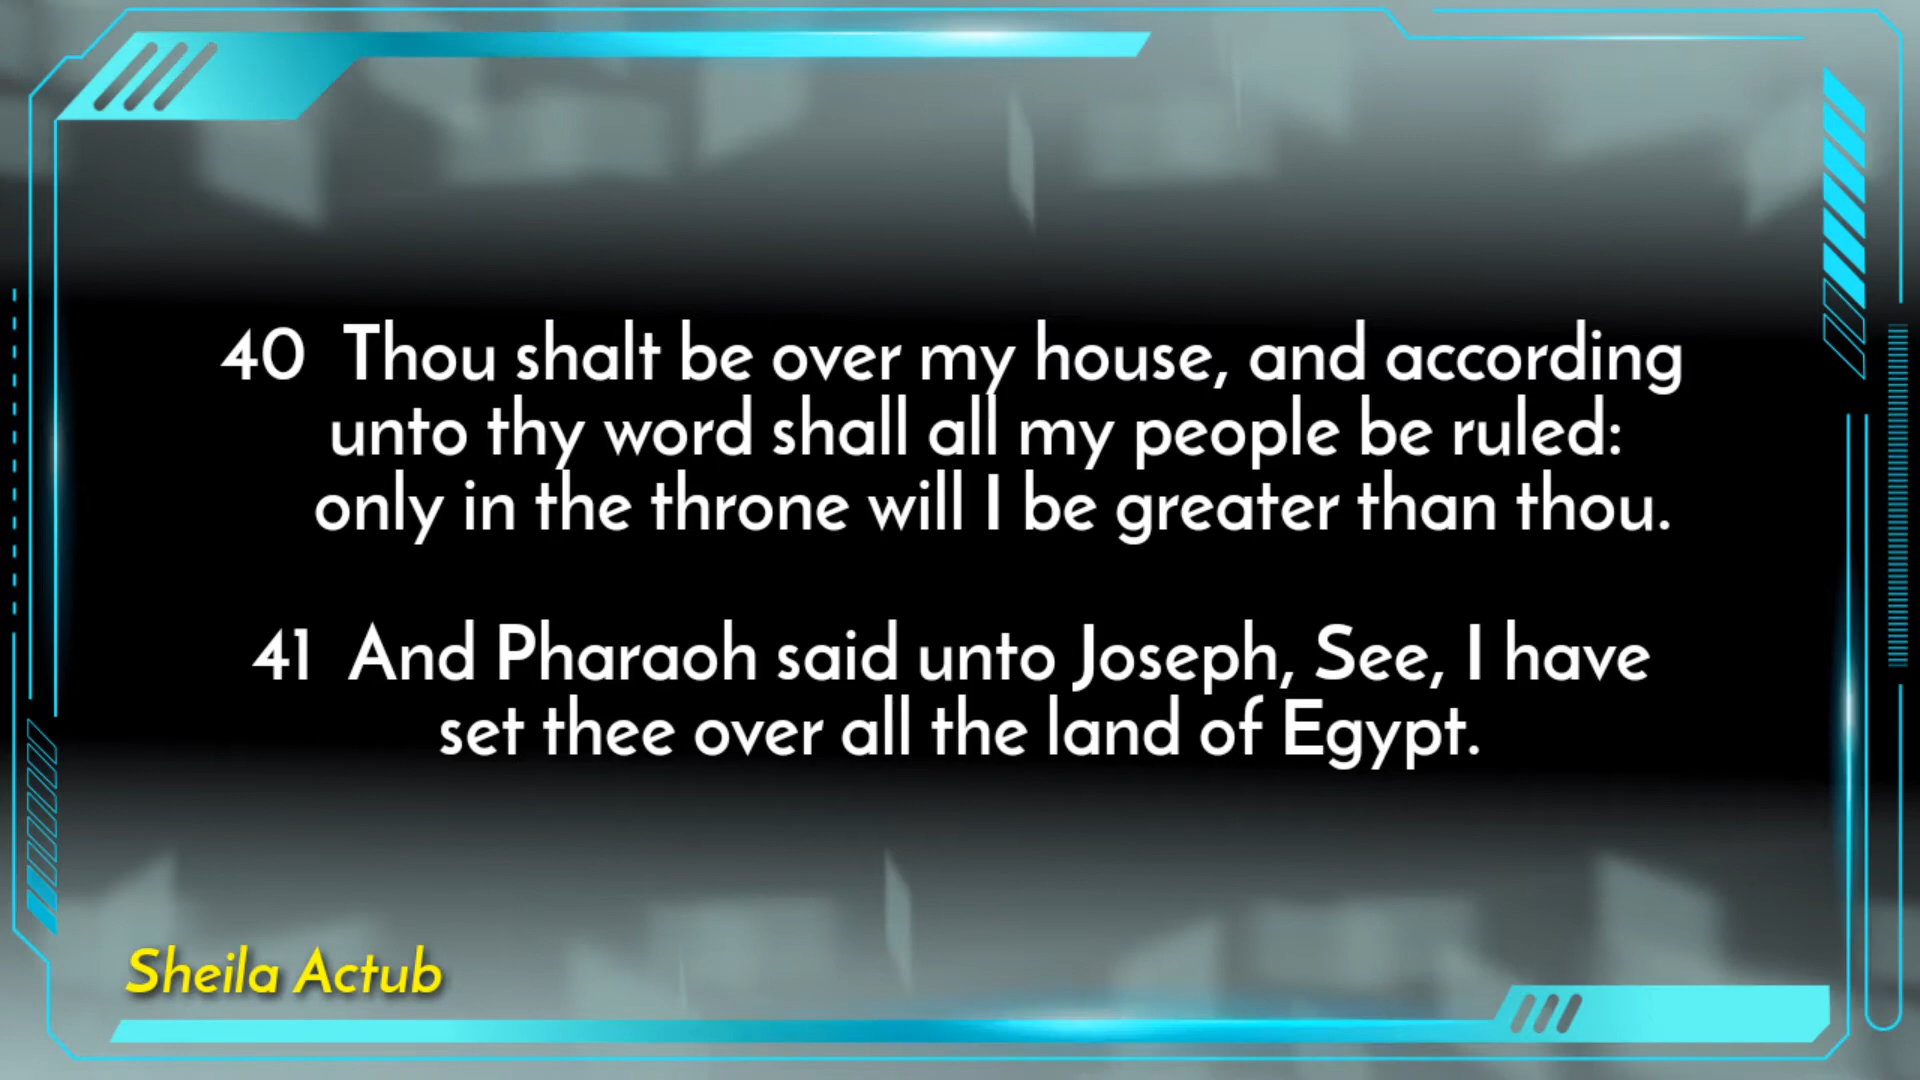 40 Thou shalt be over my house, and according
unto thy word shall all my people be ruled:
only in the throne will I be greater than thou.
41 And Pharaoh said unto Joseph, See, I have
set thee over all the land of Egypt.
Sheila Actub